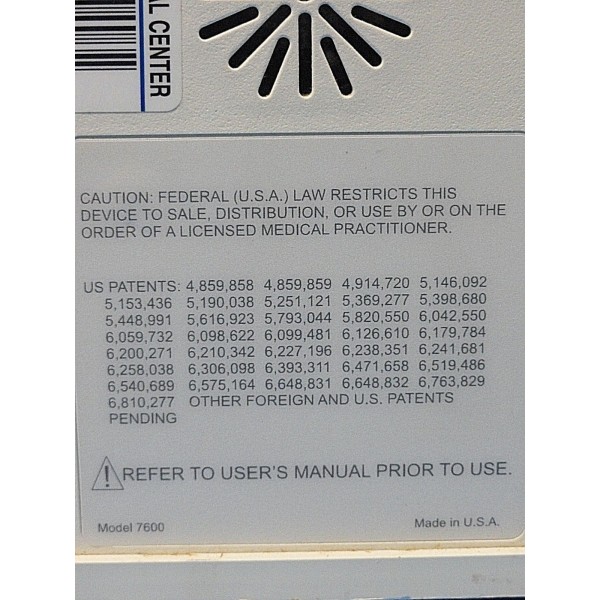 AL CENTER
CAUTION: FEDERAL (U.S.A.) LAW RESTRICTS THIS
DEVICE TO SALE, DISTRIBUTION, OR USE BY OR ON THE
ORDER OF A LICENSED MEDICAL PRACTITIONER.
US PATENTS: 4,859,858 4,859,859 4,914,720 5,146,092
5,153,436 5,190,038 5,251,121 5,369,277 5,398,680
5,448,991 5,616,923 5,793,044 5,820,550 6,042,550
6,059,732 6,098,622 6,099,481 6,126,610 6,179,784
6,200,271 6,210,342 6,227,196 6,238,351 6,241,681
6,258,038 6,306,098 6,393,311 6,471,658 6,519,486
6,540,689 6,575,164 6,648,831 6,648,832 6,763,829
6,810,277 OTHER FOREIGN AND U.S. PATENTS
PENDING
REFER TO USER'S MANUAL PRIOR TO USE.
Model 7600 Made in U.S.A.